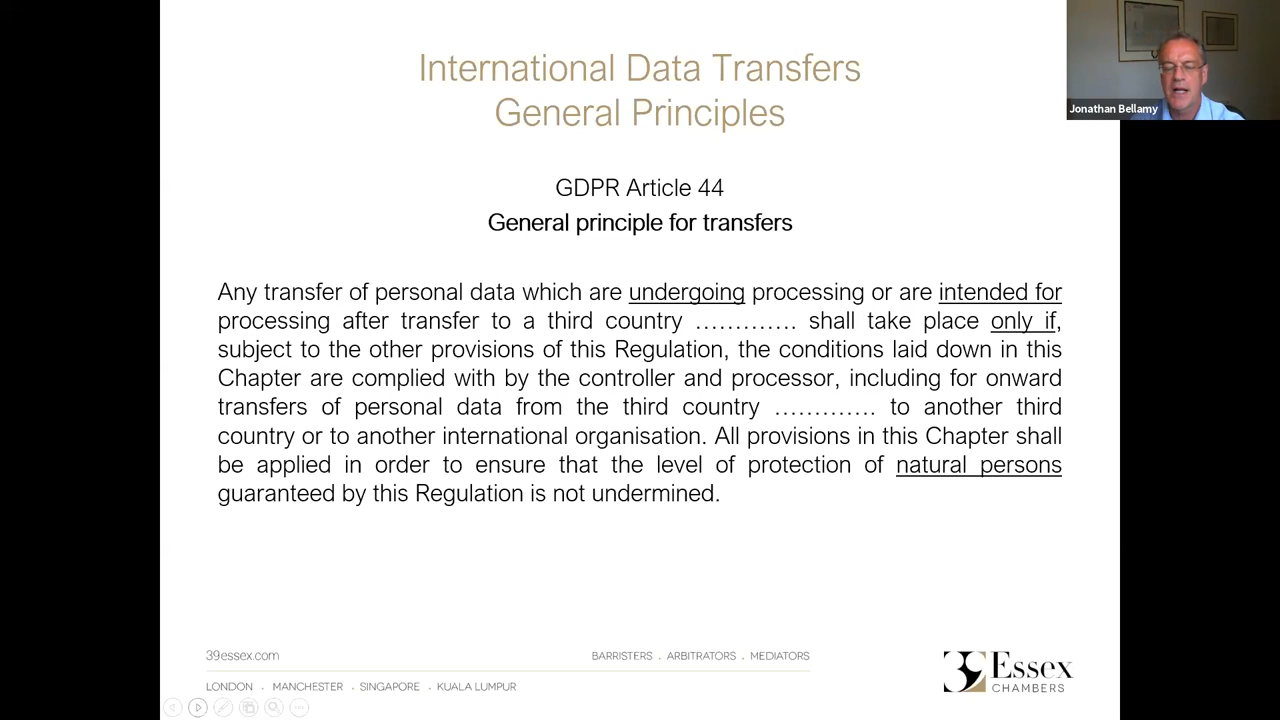 International Data Transfers
General Principles
Jonathan Bellamy
GDPR Article 44
General principle for transfers
Any transfer of personal data which are undergoing processing or are intended for
processing after transfer to a third country …………. shall take place only if,
subject to the other provisions of this Regulation, the conditions laid down in this
Chapter are complied with by the controller and processor, including for onward
transfers of personal data from the third country …………. to another third
country or to another international organisation. All provisions in this Chapter shall
be applied in order to ensure that the level of protection of natural persons
guaranteed by this Regulation is not undermined.
39essex.com
BARRISTERS . ARBITRATORS . MEDIATORS
LONDON . MANCHESTER . SINGAPORE . KUALA LUMPUR
39 Essex
CHAMBERS